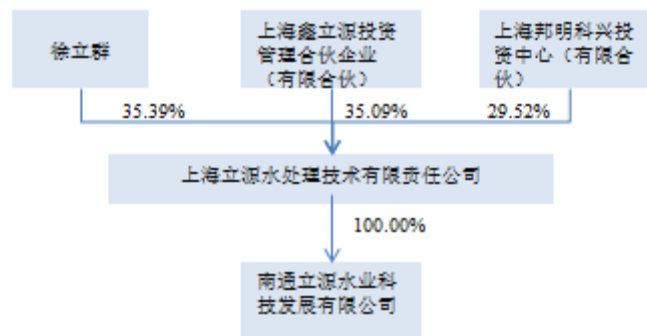 徐立群
上海鑫立源投资
管理合伙企业
（有限合伙）
上海邦明科兴投
资中心（有限合
伙）
35.39%
35.09%
29.52%
上海立源水处理技术有限责任公司
100.00%
南通立源水业科
技发展有限公司